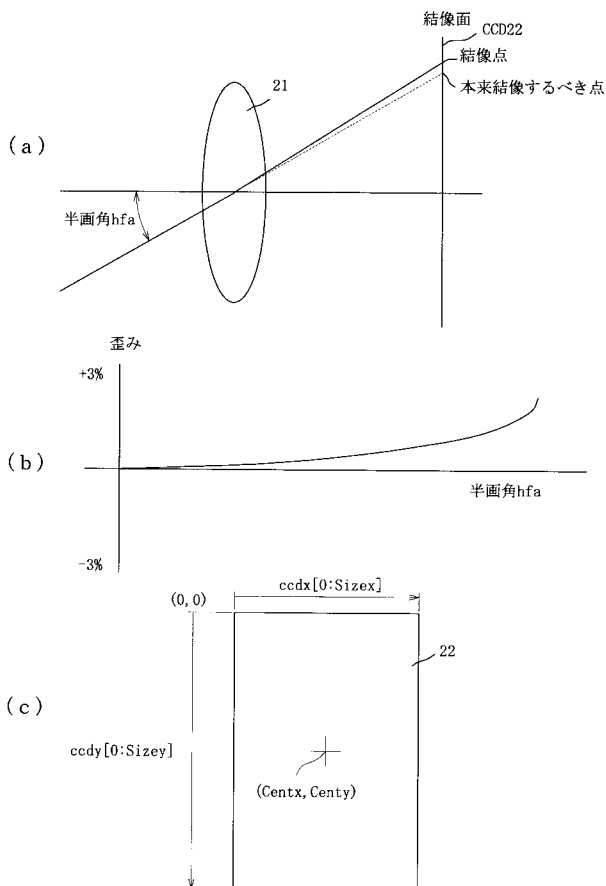 結像面
CCD22
結像点
21
本来結像するべき点
(a)
半画角hfa
歪み
+3%
(b)
半画角hfa
-3%
ccdx[0:Sizex]
(0,0)
22
(c)
ccdy[0:Sizey]
(Centx,Centy)